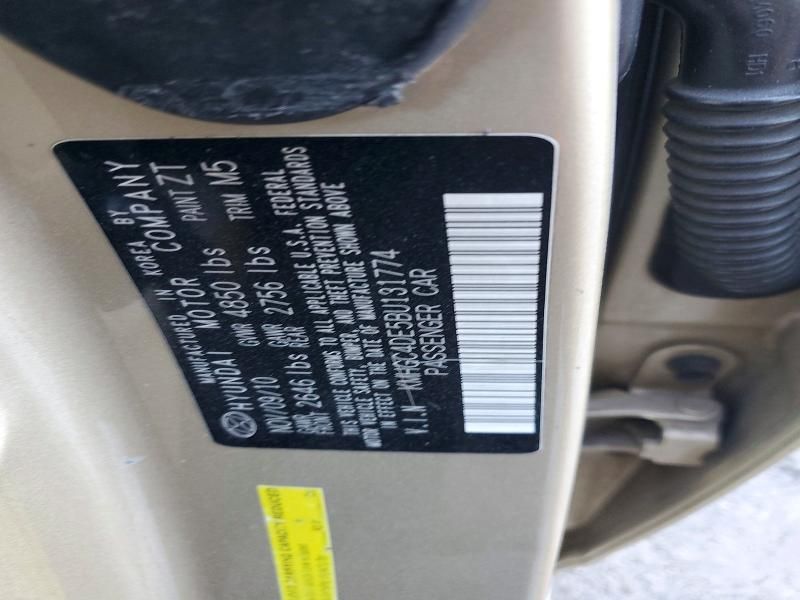 MANUFACTURED IN KOREA BY
HYUNDAI MOTOR COMPANY
NOV/09/10 GVWR 4850 lbs PAINT ZT
GAWR FRONT 2646 lbs GAWR REAR 2756 lbs TRIM M5
THIS VEHICLE CONFORMS TO ALL APPLICABLE U.S.A. FEDERAL
MOTOR VEHICLE SAFETY, BUMPER, AND THEFT PREVENTION STANDARDS
IN EFFECT ON THE DATE OF MANUFACTURE SHOWN ABOVE
V.I.N KMHGC4DE5BU131774
PASSENGER CAR
CAPACITY REDUCED